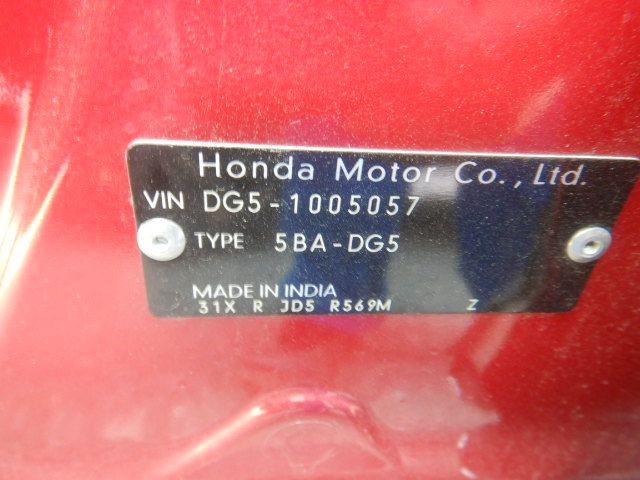 Honda Motor Co., Ltd.
VIN DG5-1005057
TYPE 5BA-DG5
MADE IN INDIA
31X R JD5 R569M Z